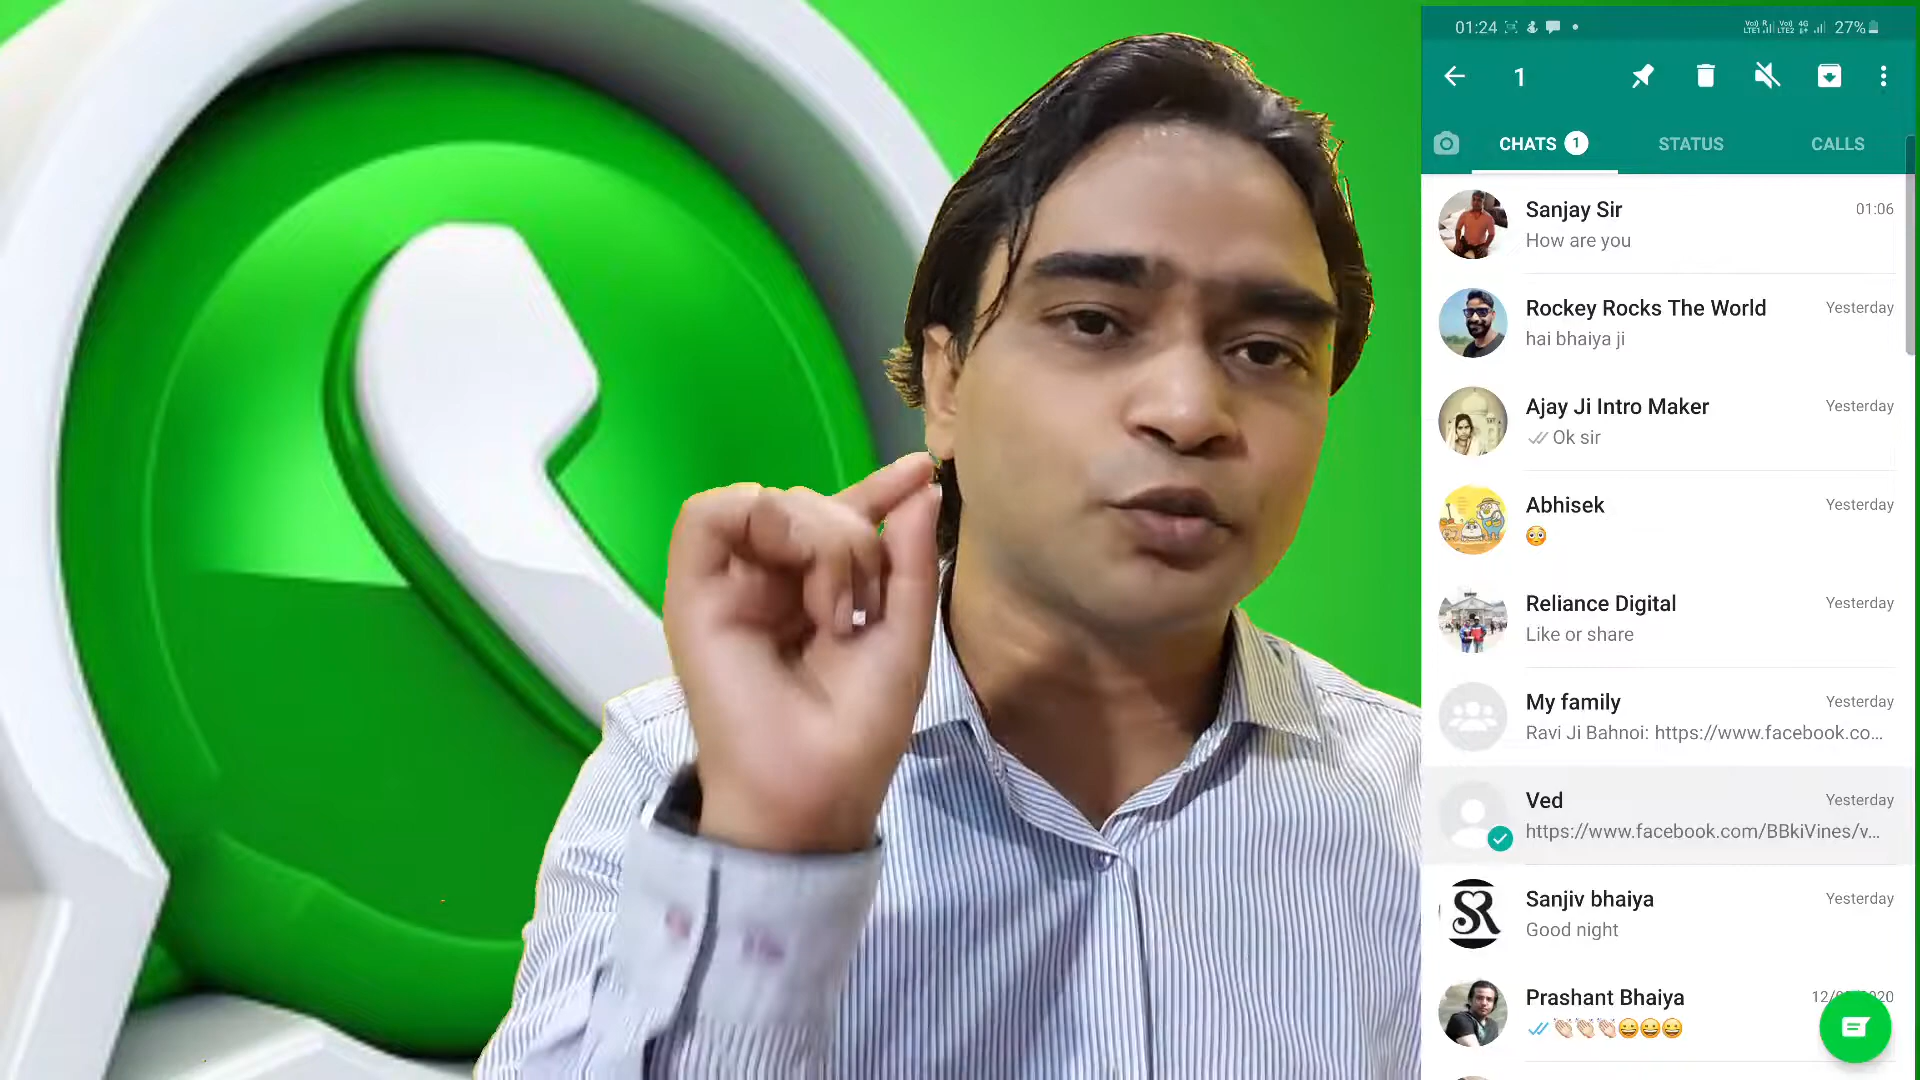 01:24
27%
1
CHATS 1
STATUS
CALLS
Sanjay Sir 01:06
How are you
Rockey Rocks The World Yesterday
hai bhaiya ji
Ajay Ji Intro Maker Yesterday
Ok sir
Abhisek Yesterday
😳
Reliance Digital Yesterday
Like or share
My family Yesterday
Ravi Ji Bahnoi: https://www.facebook.co...
Ved Yesterday
https://www.facebook.com/BBkiVines/v...
Sanjiv bhaiya Yesterday
Good night
Prashant Bhaiya
👏🏻👏🏻👏🏻😄😄😄